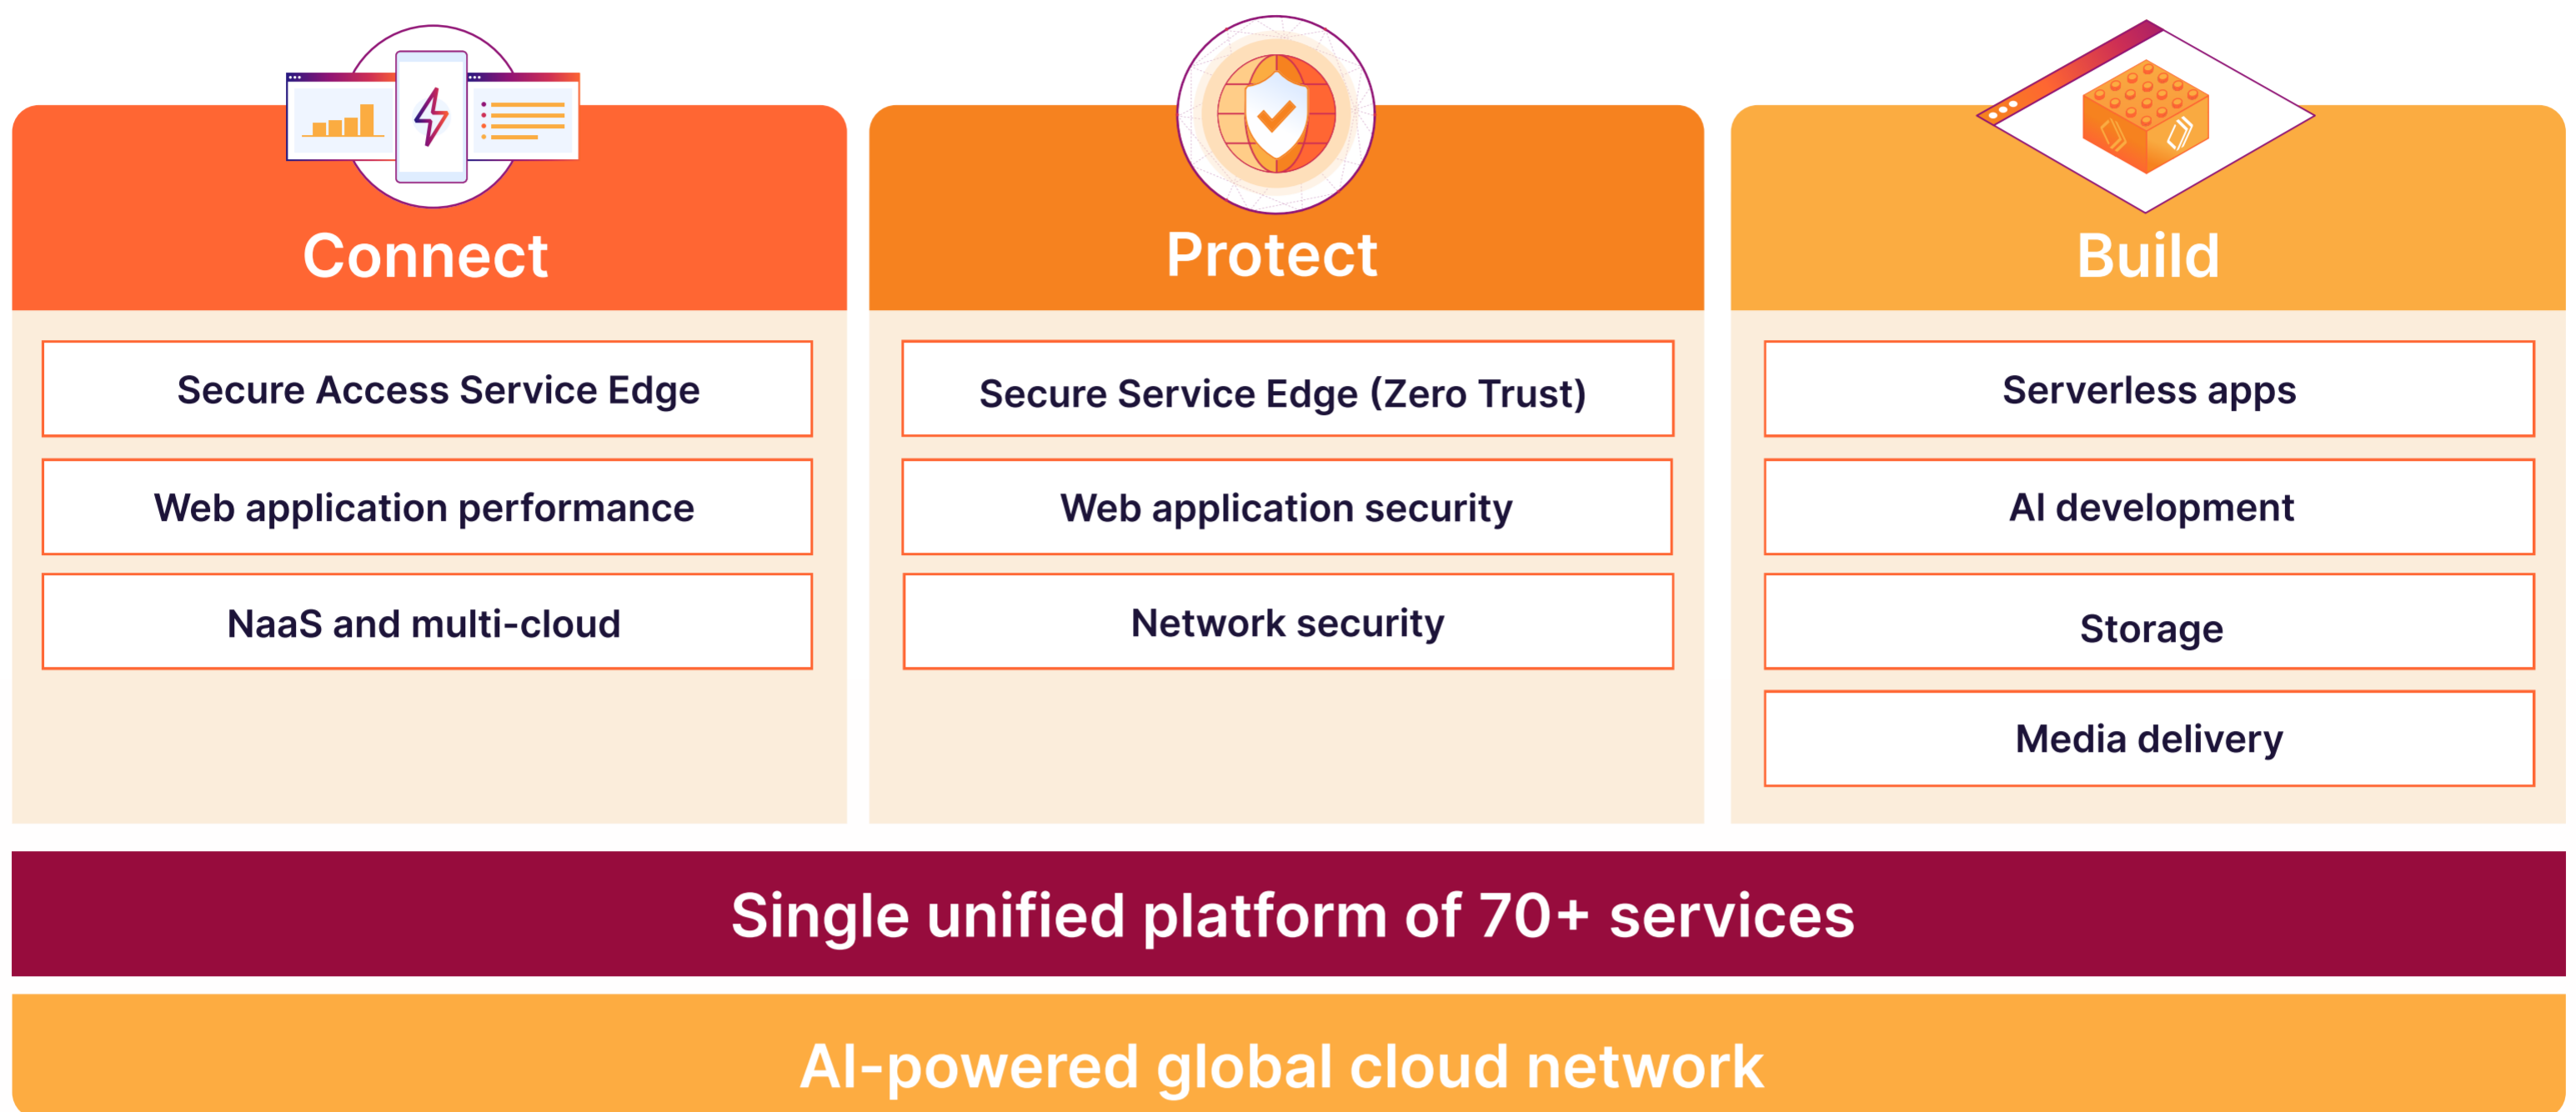 Connect
Secure Access Service Edge
Web application performance
NaaS and multi-cloud
Protect
Secure Service Edge (Zero Trust)
Web application security
Network security
Build
Serverless apps
AI development
Storage
Media delivery
Single unified platform of 70+ services
AI-powered global cloud network